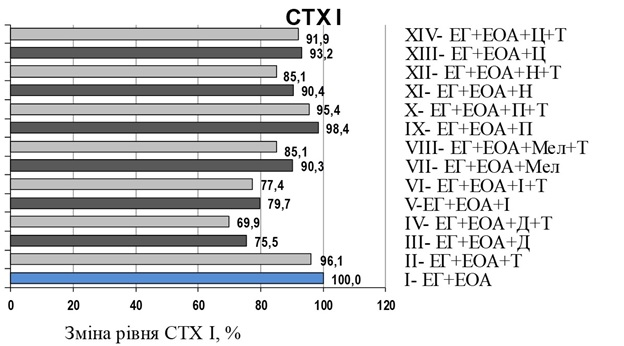 CTX I
91,9 XIV- ЕГ+ЕОА+Ц+Т
93,2 XIII- ЕГ+ЕОА+Ц
85,1 XII- ЕГ+ЕОА+Н+Т
90,4 XI- ЕГ+ЕОА+Н
95,4 X- ЕГ+ЕОА+П+Т
98,4 IX- ЕГ+ЕОА+П
85,1 VIII- ЕГ+ЕОА+Мел+Т
90,3 VII- ЕГ+ЕОА+Мел
77,4 VI- ЕГ+ЕОА+І+Т
79,7 V-ЕГ+ЕОА+І
69,9 IV- ЕГ+ЕОА+Д+Т
75,5 III- ЕГ+ЕОА+Д
96,1 II- ЕГ+ЕОА+Т
100,0 I- ЕГ+ЕОА
0 20 40 60 80 100 120
Зміна рівня CTX I, %